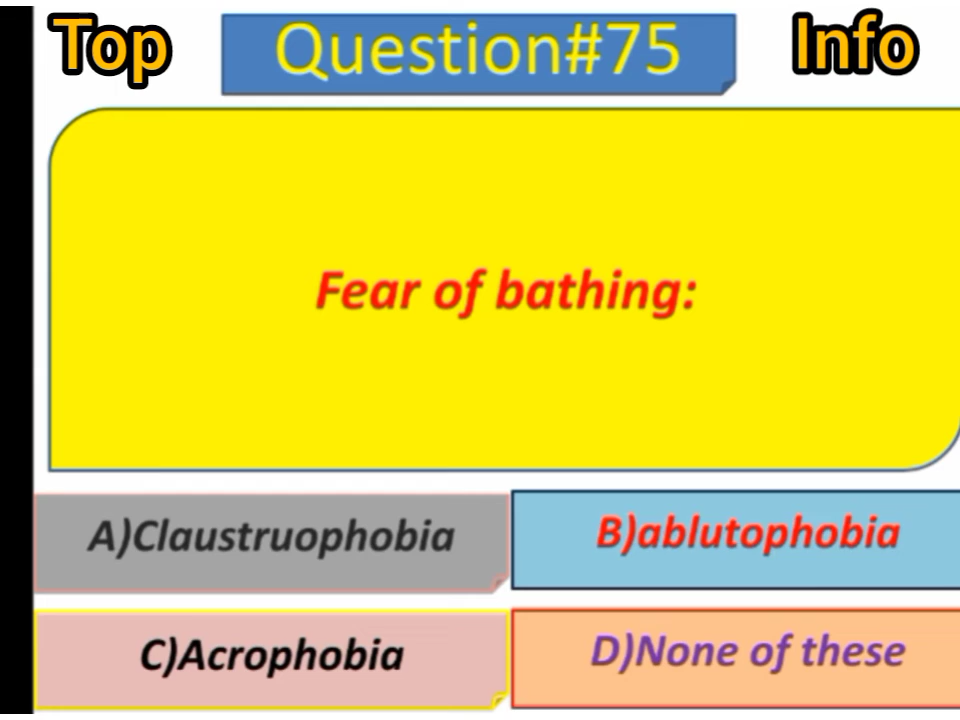 Top
Question#75
Info
Fear of bathing:
A)Claustruophobia
B)ablutophobia
C)Acrophobia
D)None of these